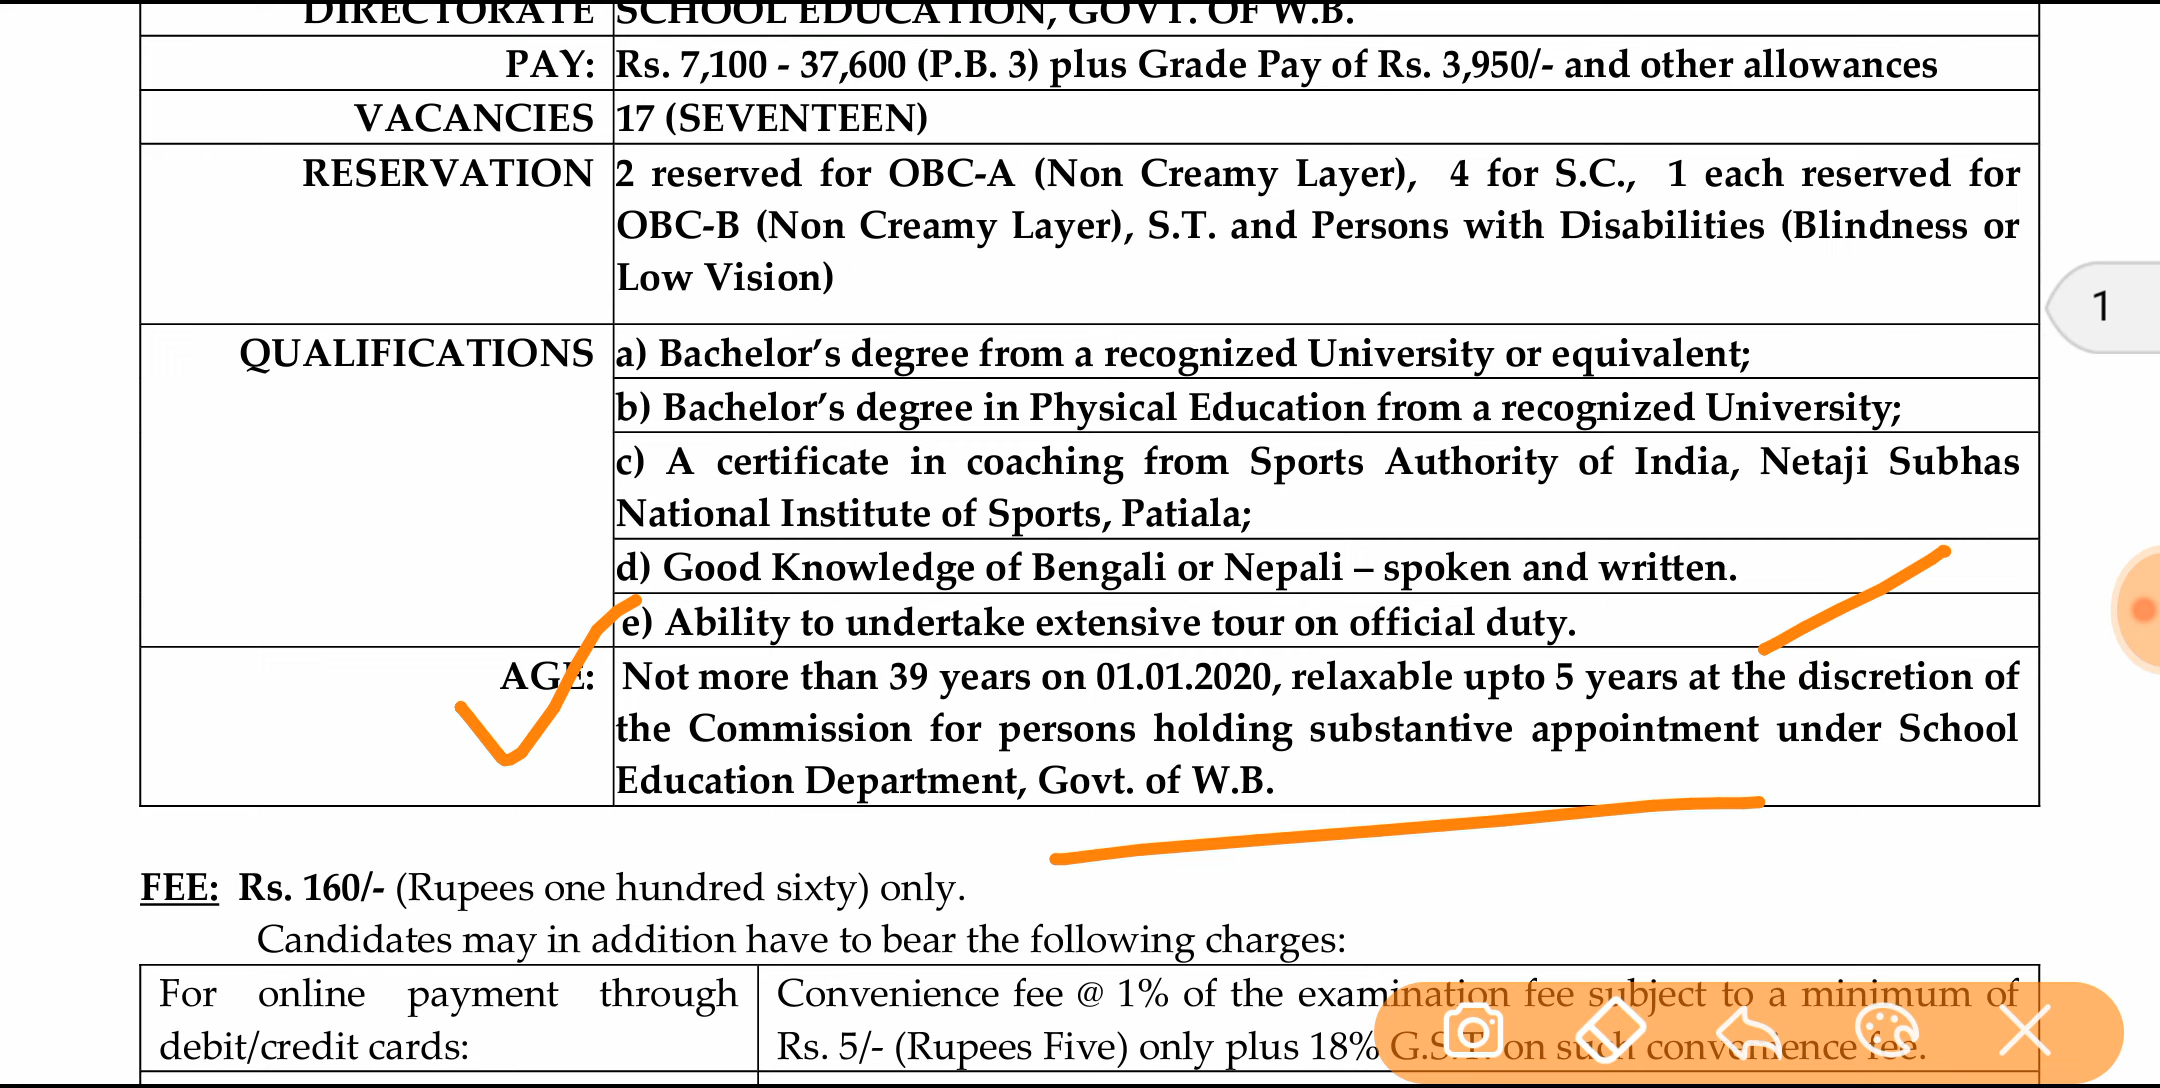 DIRECTORATE SCHOOL EDUCATION, GOVT. OF W.B.
PAY: Rs. 7,100 - 37,600 (P.B. 3) plus Grade Pay of Rs. 3,950/- and other allowances
VACANCIES 17 (SEVENTEEN)
RESERVATION 2 reserved for OBC-A (Non Creamy Layer), 4 for S.C., 1 each reserved for
OBC-B (Non Creamy Layer), S.T. and Persons with Disabilities (Blindness or
Low Vision)
QUALIFICATIONS a) Bachelor’s degree from a recognized University or equivalent;
b) Bachelor’s degree in Physical Education from a recognized University;
c) A certificate in coaching from Sports Authority of India, Netaji Subhas
National Institute of Sports, Patiala;
d) Good Knowledge of Bengali or Nepali – spoken and written.
e) Ability to undertake extensive tour on official duty.
AGE: Not more than 39 years on 01.01.2020, relaxable upto 5 years at the discretion of
the Commission for persons holding substantive appointment under School
Education Department, Govt. of W.B.
FEE: Rs. 160/- (Rupees one hundred sixty) only.
Candidates may in addition have to bear the following charges:
For online payment through
debit/credit cards:
Convenience fee @ 1% of the examination fee subject to a minimum of
Rs. 5/- (Rupees Five) only plus 18% G.S.T. on such convenience fee.
1